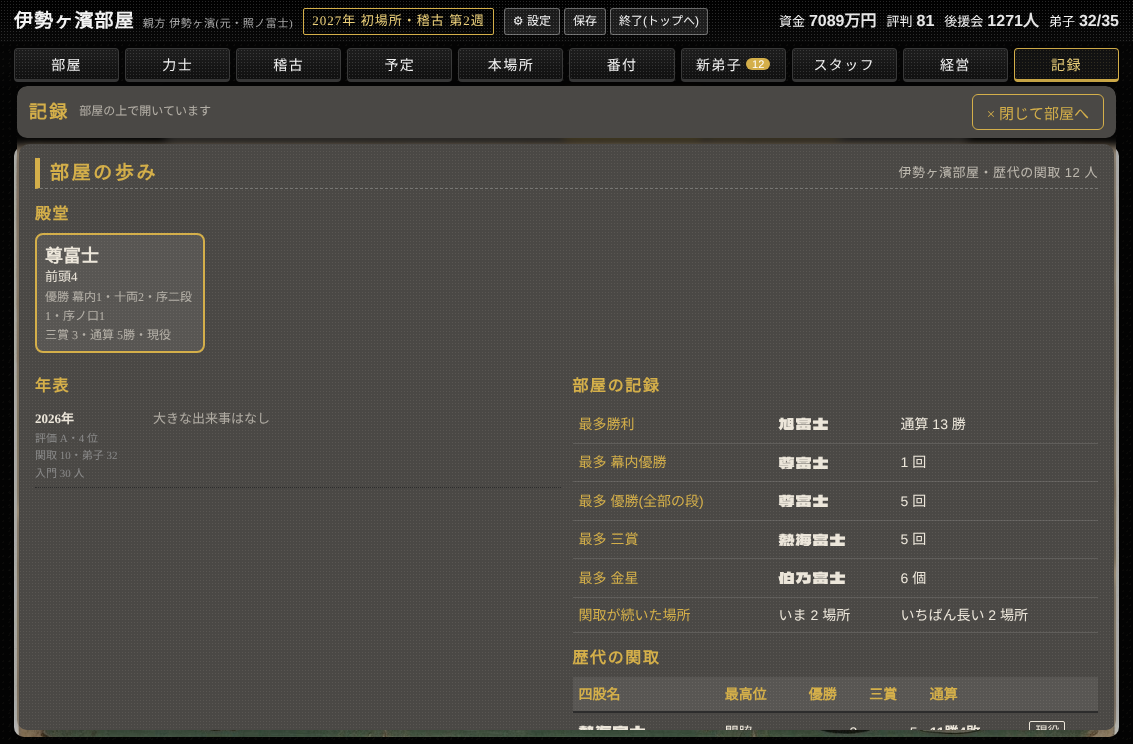 伊勢ヶ濱部屋 親方 伊勢ヶ濱(元・照ノ富士) 2027年 初場所・稽古 第2週 ⚙ 設定 保存 終了(トップへ) 資金 7089万円 評判 81 後援会 1271人 弟子 32/35
部屋 力士 稽古 予定 本場所 番付 新弟子 12 スタッフ 経営 記録
記録 部屋の上で開いています × 閉じて部屋へ
部屋の歩み 伊勢ヶ濱部屋・歴代の関取 12 人
殿堂
尊富士
前頭4
優勝 幕内1・十両2・序二段
1・序ノ口1
三賞 3・通算 5勝・現役
年表
2026年 大きな出来事はなし
評価 A・4 位
関取 10・弟子 32
入門 30 人
部屋の記録
最多勝利 旭富士 通算 13 勝
最多 幕内優勝 尊富士 1 回
最多 優勝(全部の段) 尊富士 5 回
最多 三賞 熱海富士 5 回
最多 金星 伯乃富士 6 個
関取が続いた場所 いま 2 場所 いちばん長い 2 場所
歴代の関取
四股名 最高位 優勝 三賞 通算
熱海富士 関脇